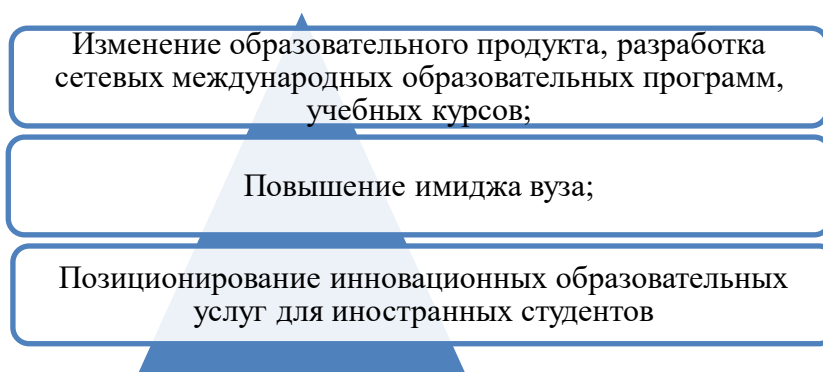 Изменение образовательного продукта, разработка
сетевых международных образовательных программ,
учебных курсов;
Повышение имиджа вуза;
Позиционирование инновационных образовательных
услуг для иностранных студентов